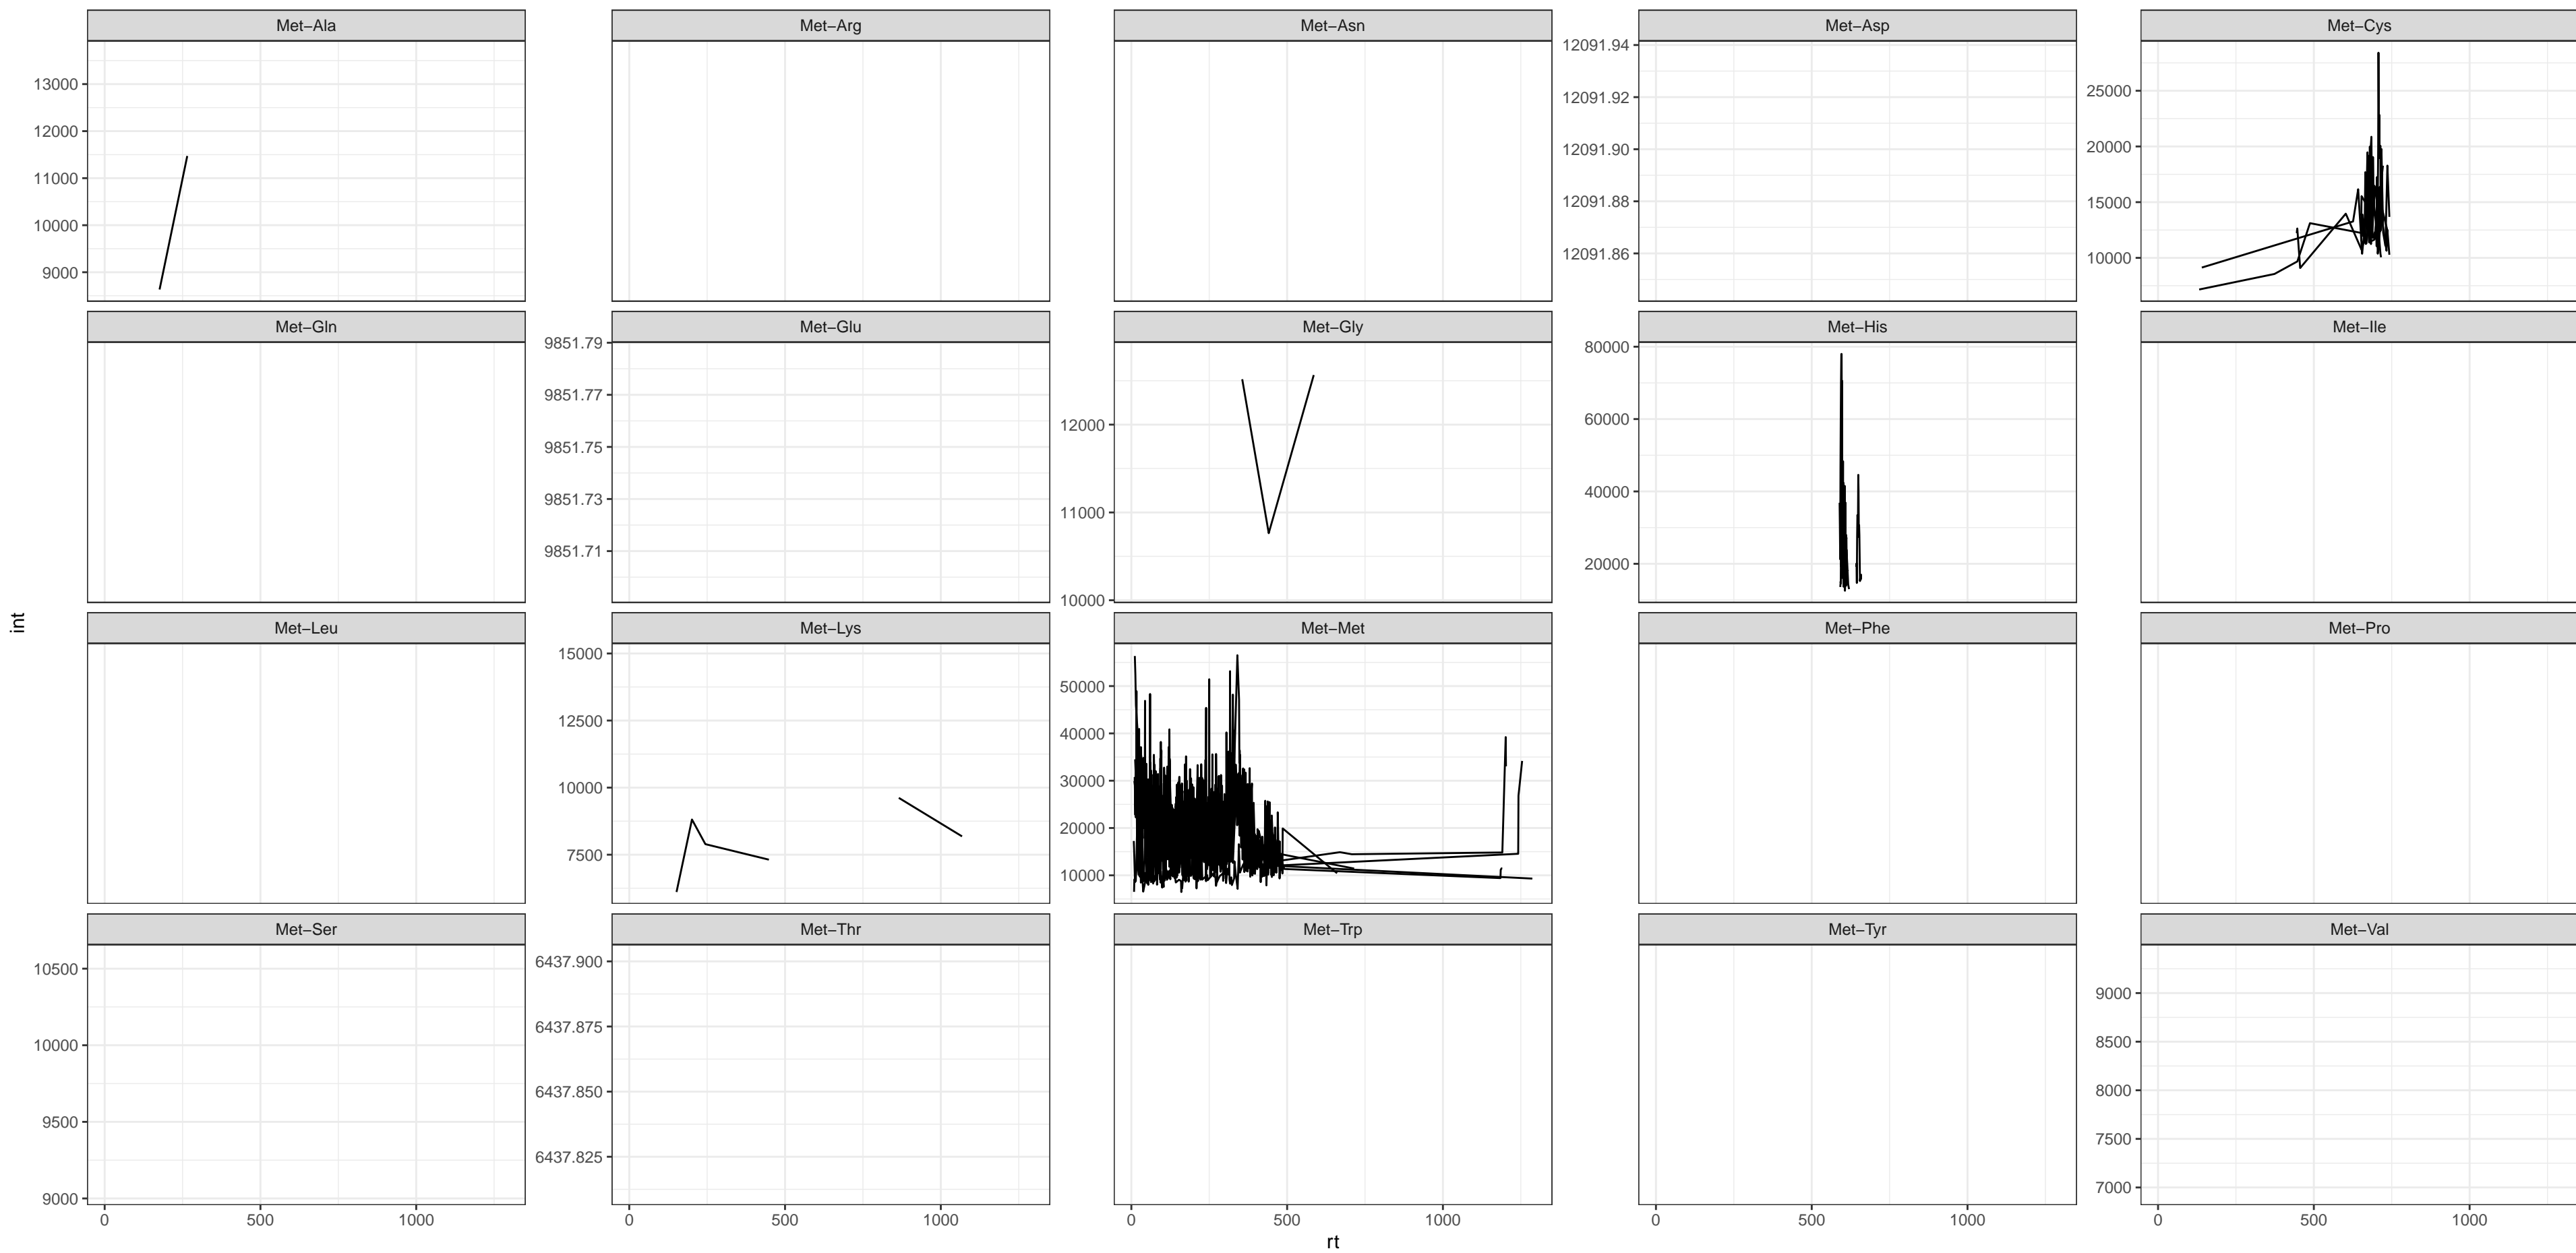 Met–Ala
Met–Arg
Met–Asn
Met–Asp
Met–Cys
13000
12000
11000
10000
9000
12091.94
12091.92
12091.90
12091.88
12091.86
25000
20000
15000
10000
Met–Gln
Met–Glu
Met–Gly
Met–His
Met–Ile
9851.79
9851.77
9851.75
9851.73
9851.71
12000
11000
10000
80000
60000
40000
20000
int
Met–Leu
Met–Lys
Met–Met
Met–Phe
Met–Pro
15000
12500
10000
7500
50000
40000
30000
20000
10000
Met–Ser
Met–Thr
Met–Trp
Met–Tyr
Met–Val
10500
10000
9500
9000
6437.900
6437.875
6437.850
6437.825
9000
8500
8000
7500
7000
0 500 1000
0 500 1000
0 500 1000
0 500 1000
0 500 1000
rt